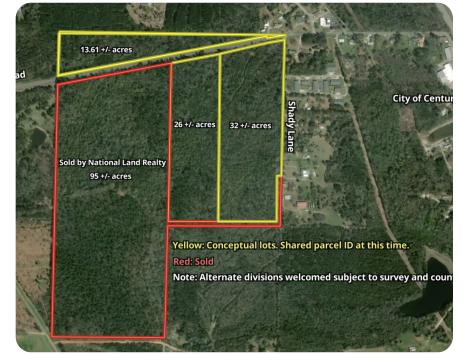 13.61 +/- acres
ad
City of Centur
Shady Lane
26 +/- acres
32 +/- acres
Sold by National Land Realty
95 +/- acres
Yellow: Conceptual lots. Shared parcel ID at this time.
Red: Sold
Note: Alternate divisions welcomed subject to survey and coun